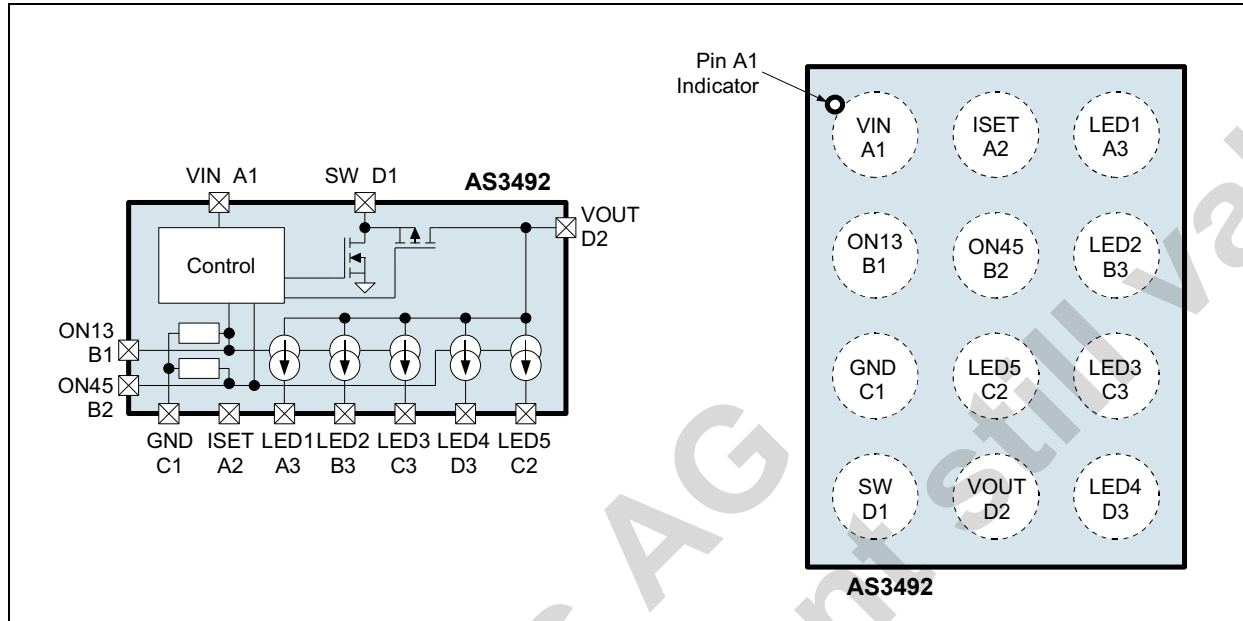 VIN A1
SW D1
AS3492
VOUT
D2
Control
ON13
B1
ON45
B2
GND
C1
ISET
A2
LED1
A3
LED2
B3
LED3
C3
LED4
D3
LED5
C2
Pin A1
Indicator
VIN
A1
ISET
A2
LED1
A3
ON13
B1
ON45
B2
LED2
B3
GND
C1
LED5
C2
LED3
C3
SW
D1
VOUT
D2
LED4
D3
AS3492
AG
still